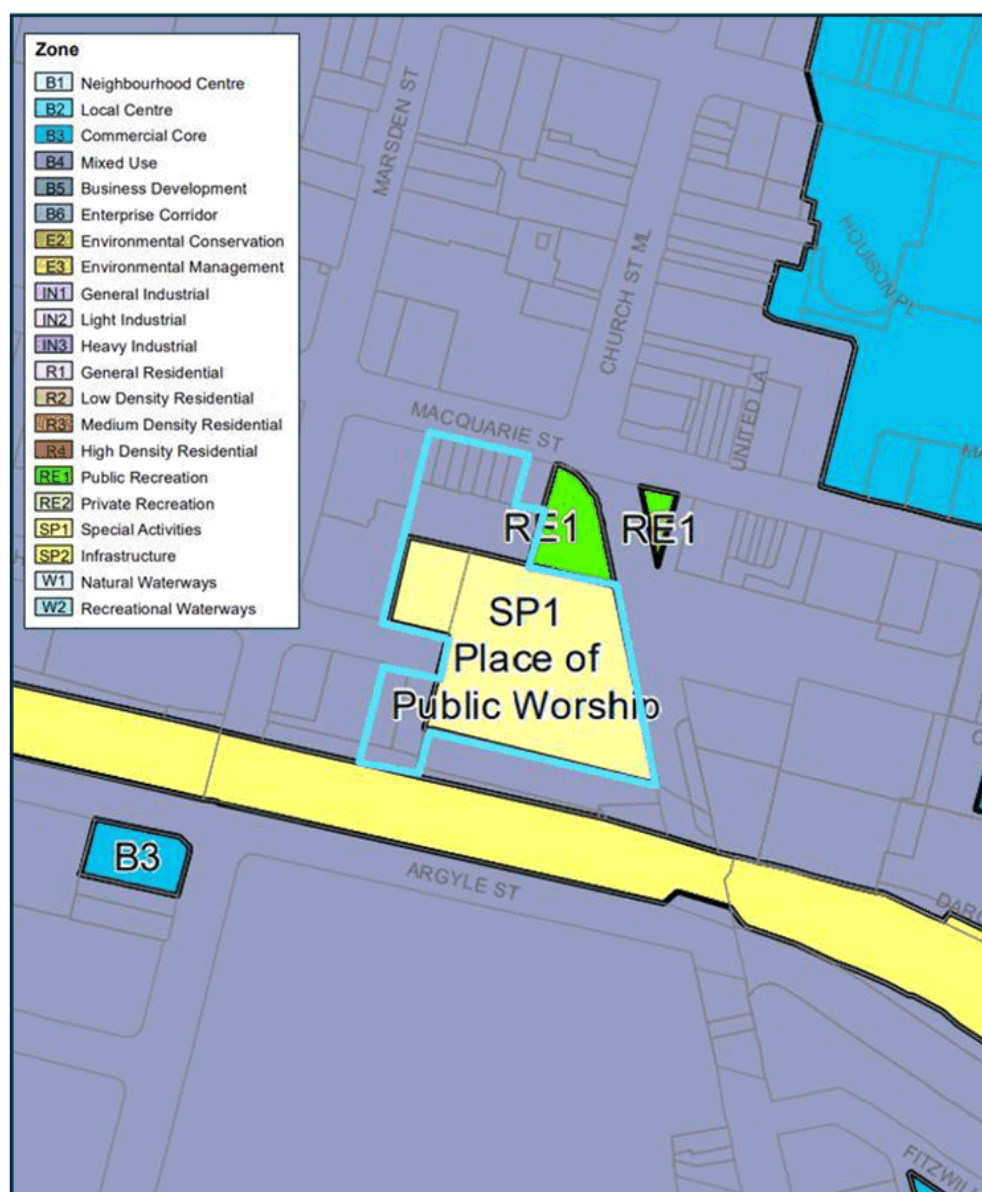 Zone
B1 Neighbourhood Centre
B2 Local Centre
B3 Commercial Core
B4 Mixed Use
B5 Business Development
B6 Enterprise Corridor
E2 Environmental Conservation
E3 Environmental Management
IN1 General Industrial
IN2 Light Industrial
IN3 Heavy Industrial
R1 General Residential
R2 Low Density Residential
R3 Medium Density Residential
R4 High Density Residential
RE1 Public Recreation
RE2 Private Recreation
SP1 Special Activities
SP2 Infrastructure
W1 Natural Waterways
W2 Recreational Waterways
MARSDEN ST
CHURCH ST ML
HOUISON PL
UNITED LA
MACQUARIE ST
MA
RE1
RE1
SP1
Place of
Public Worship
B3
ARGYLE ST
DARC
FITZWIL